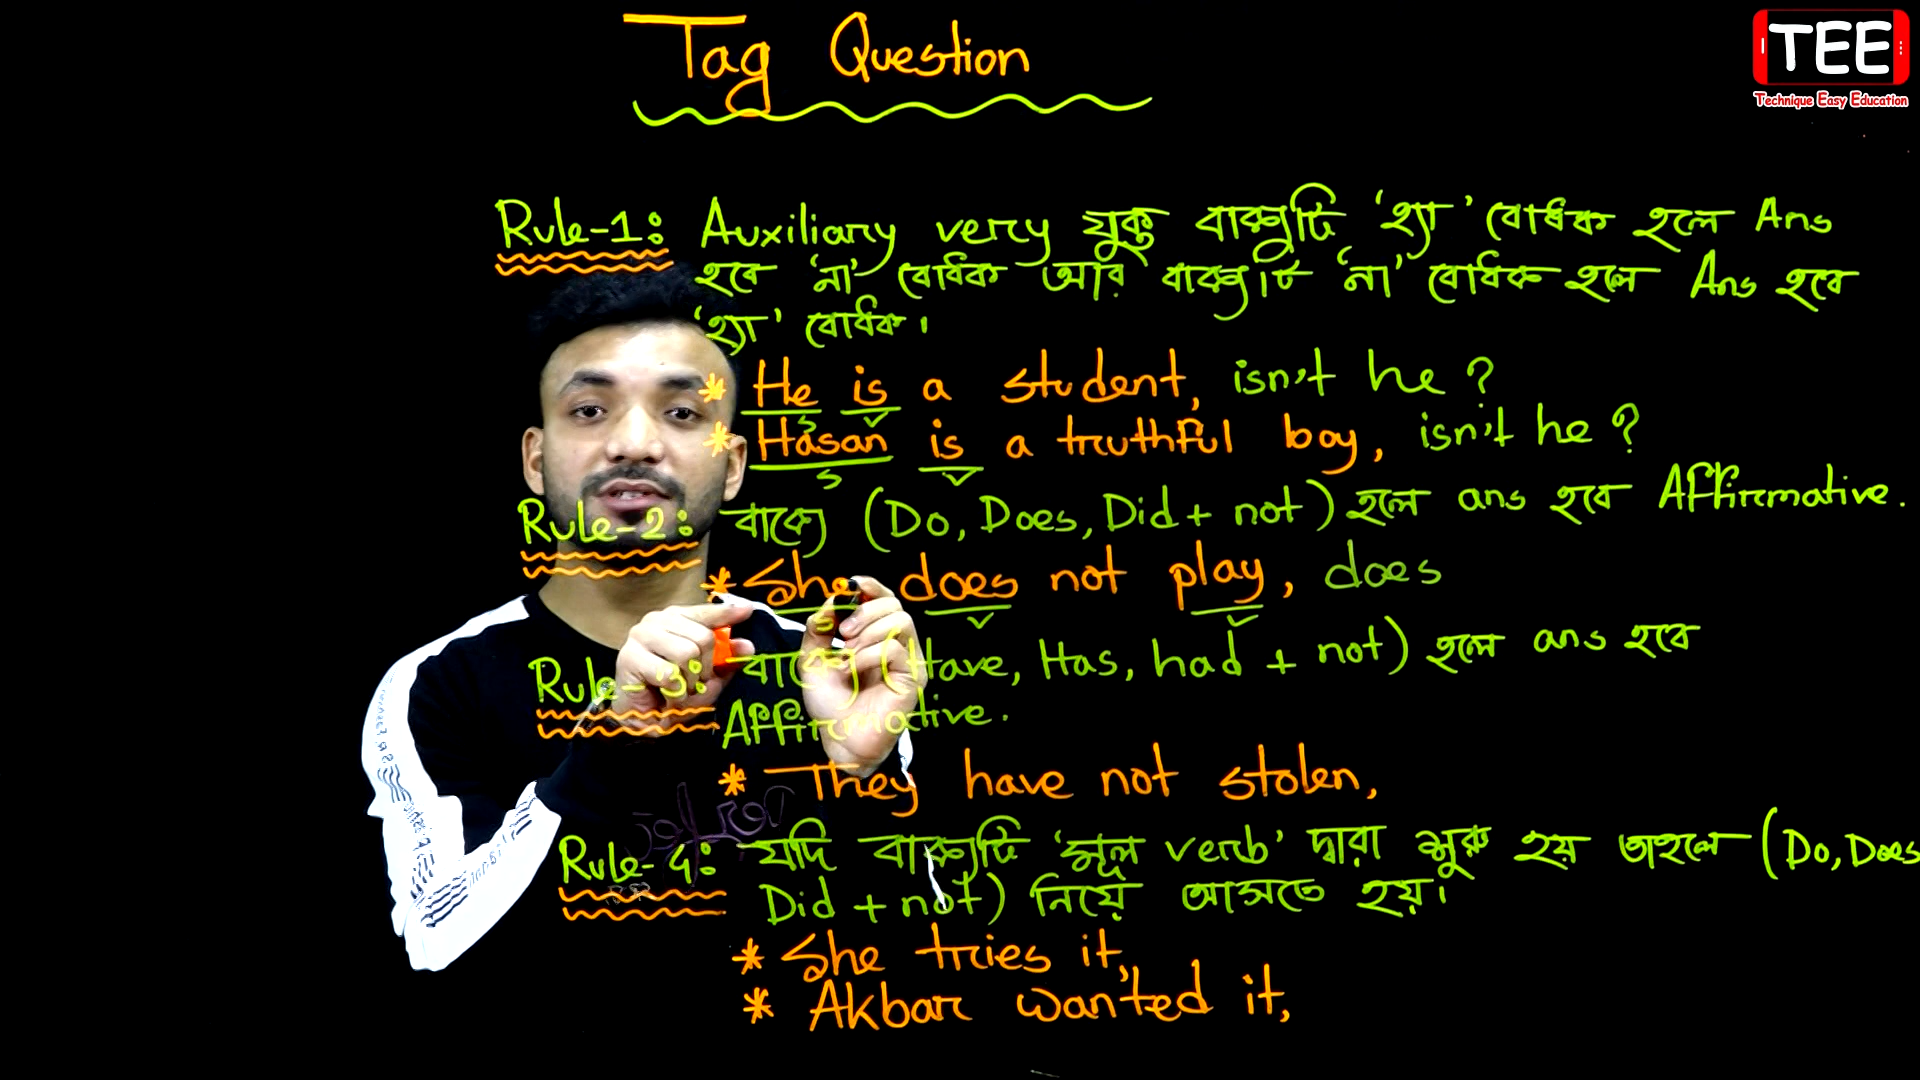 Tag Question
TEE
Technique Easy Education
Rule-1: Auxiliary very যুক্ত বাক্যটি ‘হ্যা’ বোধক হলে Ans
হবে ‘না’ বোধক আর বাক্যটি ‘না’ বোধক হলে Ans হবে
‘হ্যা’ বোধক।
* He is a student, isn't he?
S V
* Hasan is a truthful boy, isn't he?
S V
Rule-2: বাক্যে (Do, Does, Did + not) হলে ans হবে Affirmative.
* She does not play, does
S V V
Rule-3: বাক্যে (Have, Has, had + not) হলে ans হবে
Affirmative.
* They have not stolen,
Rule-4: যদি বাক্যটি ‘মূল verb’ দ্বারা শুরু হয় তাহলে (Do, Does
Did + not) নিয়ে আসতে হয়।
* She tries it,
* Akbar wanted it,